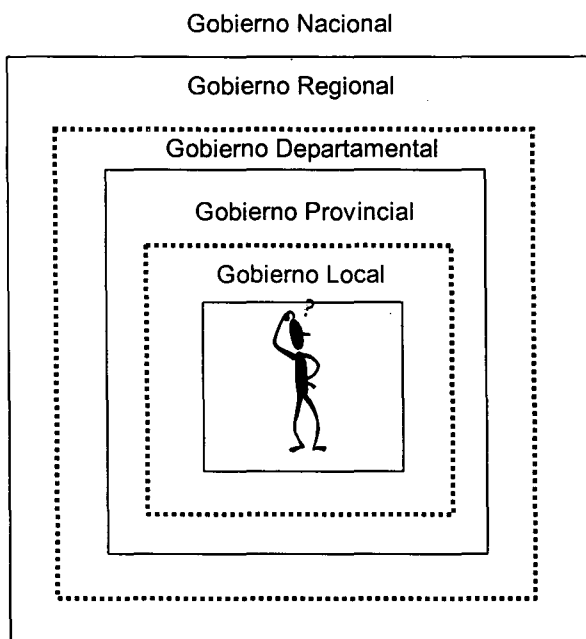 Gobierno Nacional
Gobierno Regional
Gobierno Departamental
Gobierno Provincial
Gobierno Local
?